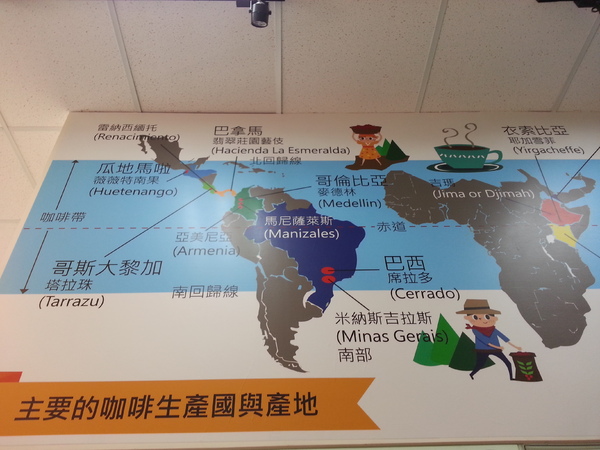 雷納西緬托
(Renacimiento)
巴拿馬
翡翠莊園藝伎
(Hacienda La Esmeralda)
北回歸線
衣索比亞
耶加雪菲
(Yirgacheffe)
瓜地馬啦
薇薇特南果
(Huetenango)
哥倫比亞
麥德林
(Medellin)
吉瑪
(Jima or Djimah)
咖啡帶
馬尼薩萊斯
(Manizales)
赤道
亞美尼亞
(Armenia)
哥斯大黎加
塔拉珠
(Tarrazu)
南回歸線
巴西
席拉多
(Cerrado)
米納斯吉拉斯
(Minas Gerais)
南部
主要的咖啡生產國與產地